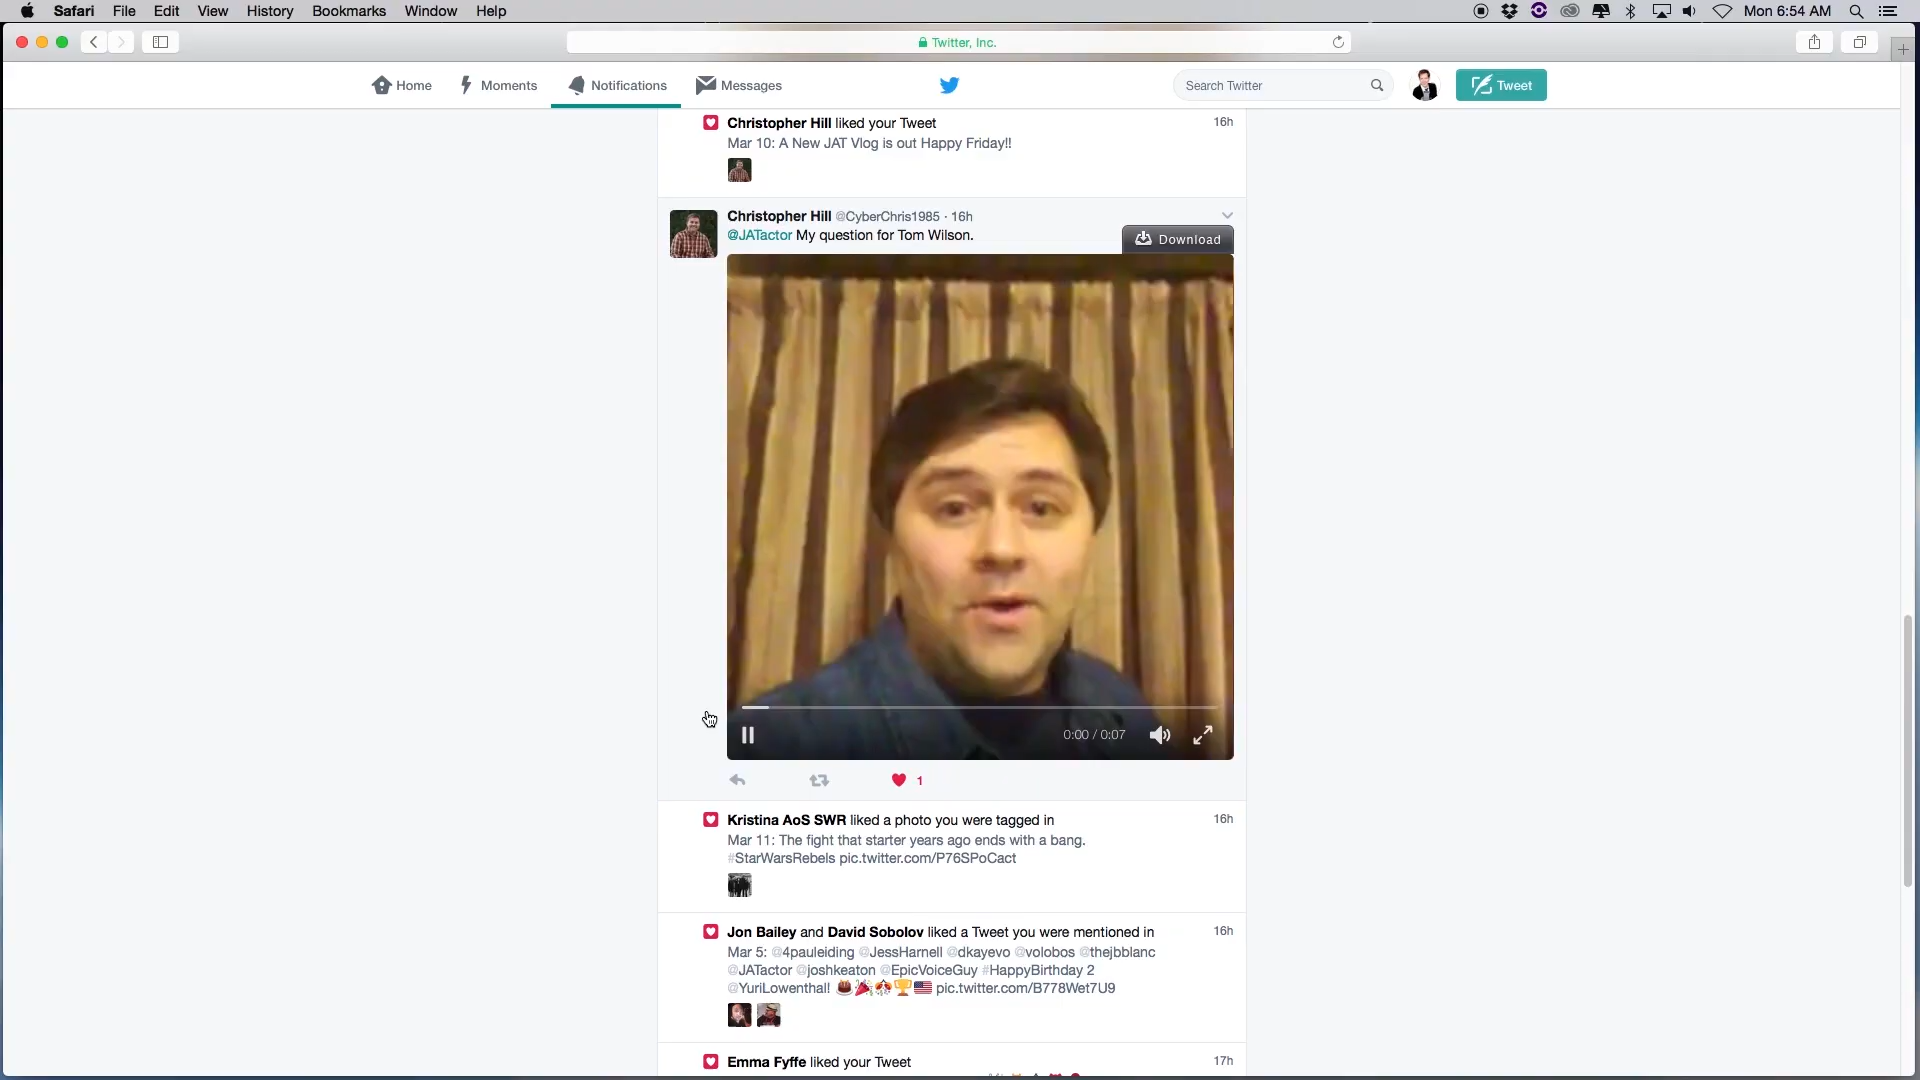 Safari File Edit View History Bookmarks Window Help Mon 6:54 AM
Twitter, Inc.
Home Moments Notifications Messages Search Twitter Tweet
Christopher Hill liked your Tweet 16h
Mar 10: A New JAT Vlog is out Happy Friday!!
Christopher Hill @CyberChris1985 · 16h
@JATactor My question for Tom Wilson.
Download
0:00 / 0:07
1
Kristina AoS SWR liked a photo you were tagged in 16h
Mar 11: The fight that starter years ago ends with a bang.
#StarWarsRebels pic.twitter.com/P76SPoCact
Jon Bailey and David Sobolov liked a Tweet you were mentioned in 16h
Mar 5: @4pauleiding @JessHarnell @dkayevo @volobos @thejbblanc
@JATactor @joshkeaton @EpicVoiceGuy #HappyBirthday 2
@YuriLowenthal! pic.twitter.com/B778Wet7U9
Emma Fyffe liked your Tweet 17h